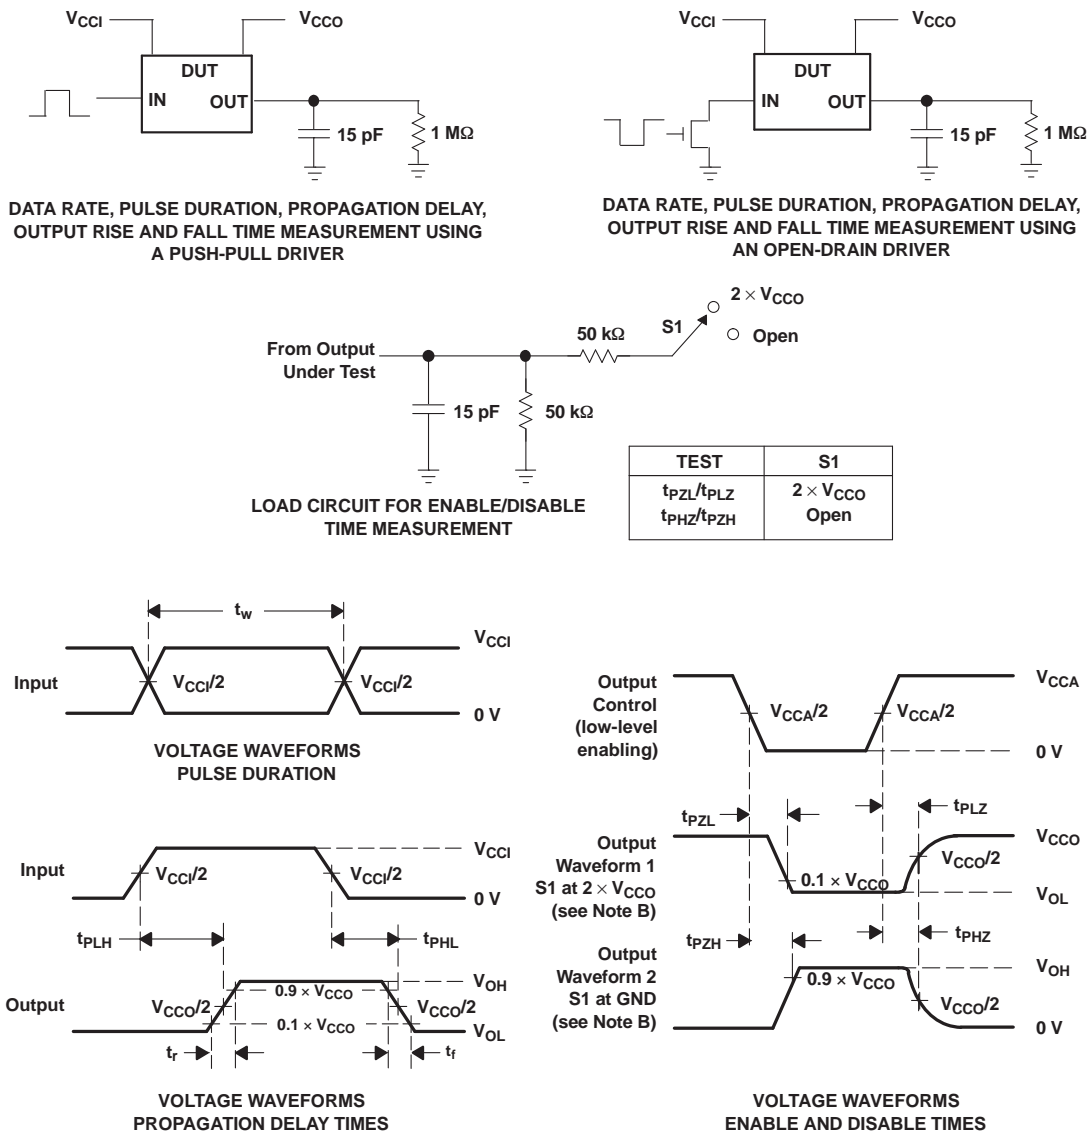 VCCI VCCO
DUT
IN OUT
15 pF 1 MΩ
DATA RATE, PULSE DURATION, PROPAGATION DELAY,
OUTPUT RISE AND FALL TIME MEASUREMENT USING
A PUSH-PULL DRIVER
VCCI VCCO
DUT
IN OUT
15 pF 1 MΩ
DATA RATE, PULSE DURATION, PROPAGATION DELAY,
OUTPUT RISE AND FALL TIME MEASUREMENT USING
AN OPEN-DRAIN DRIVER
From Output
Under Test
15 pF
50 kΩ
50 kΩ
S1
2 × VCCO
Open
LOAD CIRCUIT FOR ENABLE/DISABLE
TIME MEASUREMENT
TEST S1
tPZL/tPLZ 2 × VCCO
tPHZ/tPZH Open
tw
Input
VCCI
VCCI/2 VCCI/2
0 V
VOLTAGE WAVEFORMS
PULSE DURATION
Input
VCCI
VCCI/2 VCCI/2
0 V
tPLH tPHL
Output
VOH
0.9 × VCCO
VCCO/2 VCCO/2
0.1 × VCCO
VOL
tr tf
VOLTAGE WAVEFORMS
PROPAGATION DELAY TIMES
Output
Control
(low-level
enabling)
VCCA
VCCA/2 VCCA/2
0 V
tPZL tPLZ
Output
Waveform 1
S1 at 2 × VCCO
(see Note B)
VCCO
VCCO/2
0.1 × VCCO
VOL
tPZH tPHZ
Output
Waveform 2
S1 at GND
(see Note B)
VOH
0.9 × VCCO
VCCO/2
0 V
VOLTAGE WAVEFORMS
ENABLE AND DISABLE TIMES